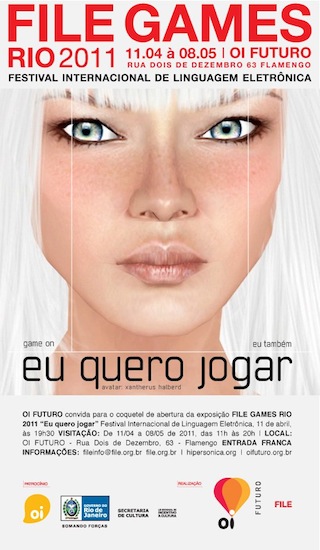 FILE GAMES
RIO 2011 11.04 à 08.05 | OI FUTURO
RUA DOIS DE DEZEMBRO 63 FLAMENGO
FESTIVAL INTERNACIONAL DE LINGUAGEM ELETRÔNICA
game on
eu também
eu quero jogar
avatar: xantherus halberd
OI FUTURO convida para o coquetel de abertura da exposição FILE GAMES RIO
2011 “Eu quero jogar” Festival Internacional de Linguagem Eletrônica, 11 de abril,
às 19h30 VISITAÇÃO: De 11/04 a 08/05 de 2011, das 11h às 20h | LOCAL:
OI FUTURO - Rua Dois de Dezembro, 63 - Flamengo ENTRADA FRANCA
INFORMAÇÕES: fileinfo@file.org.br file.org.br | hipersonica.org | oifuturo.org.br
PATROCÍNIO
REALIZAÇÃO
oi
GOVERNO DO
Rio de Janeiro
SOMANDO FORÇAS
SECRETARIA
DE CULTURA
oi FUTURO
FILE